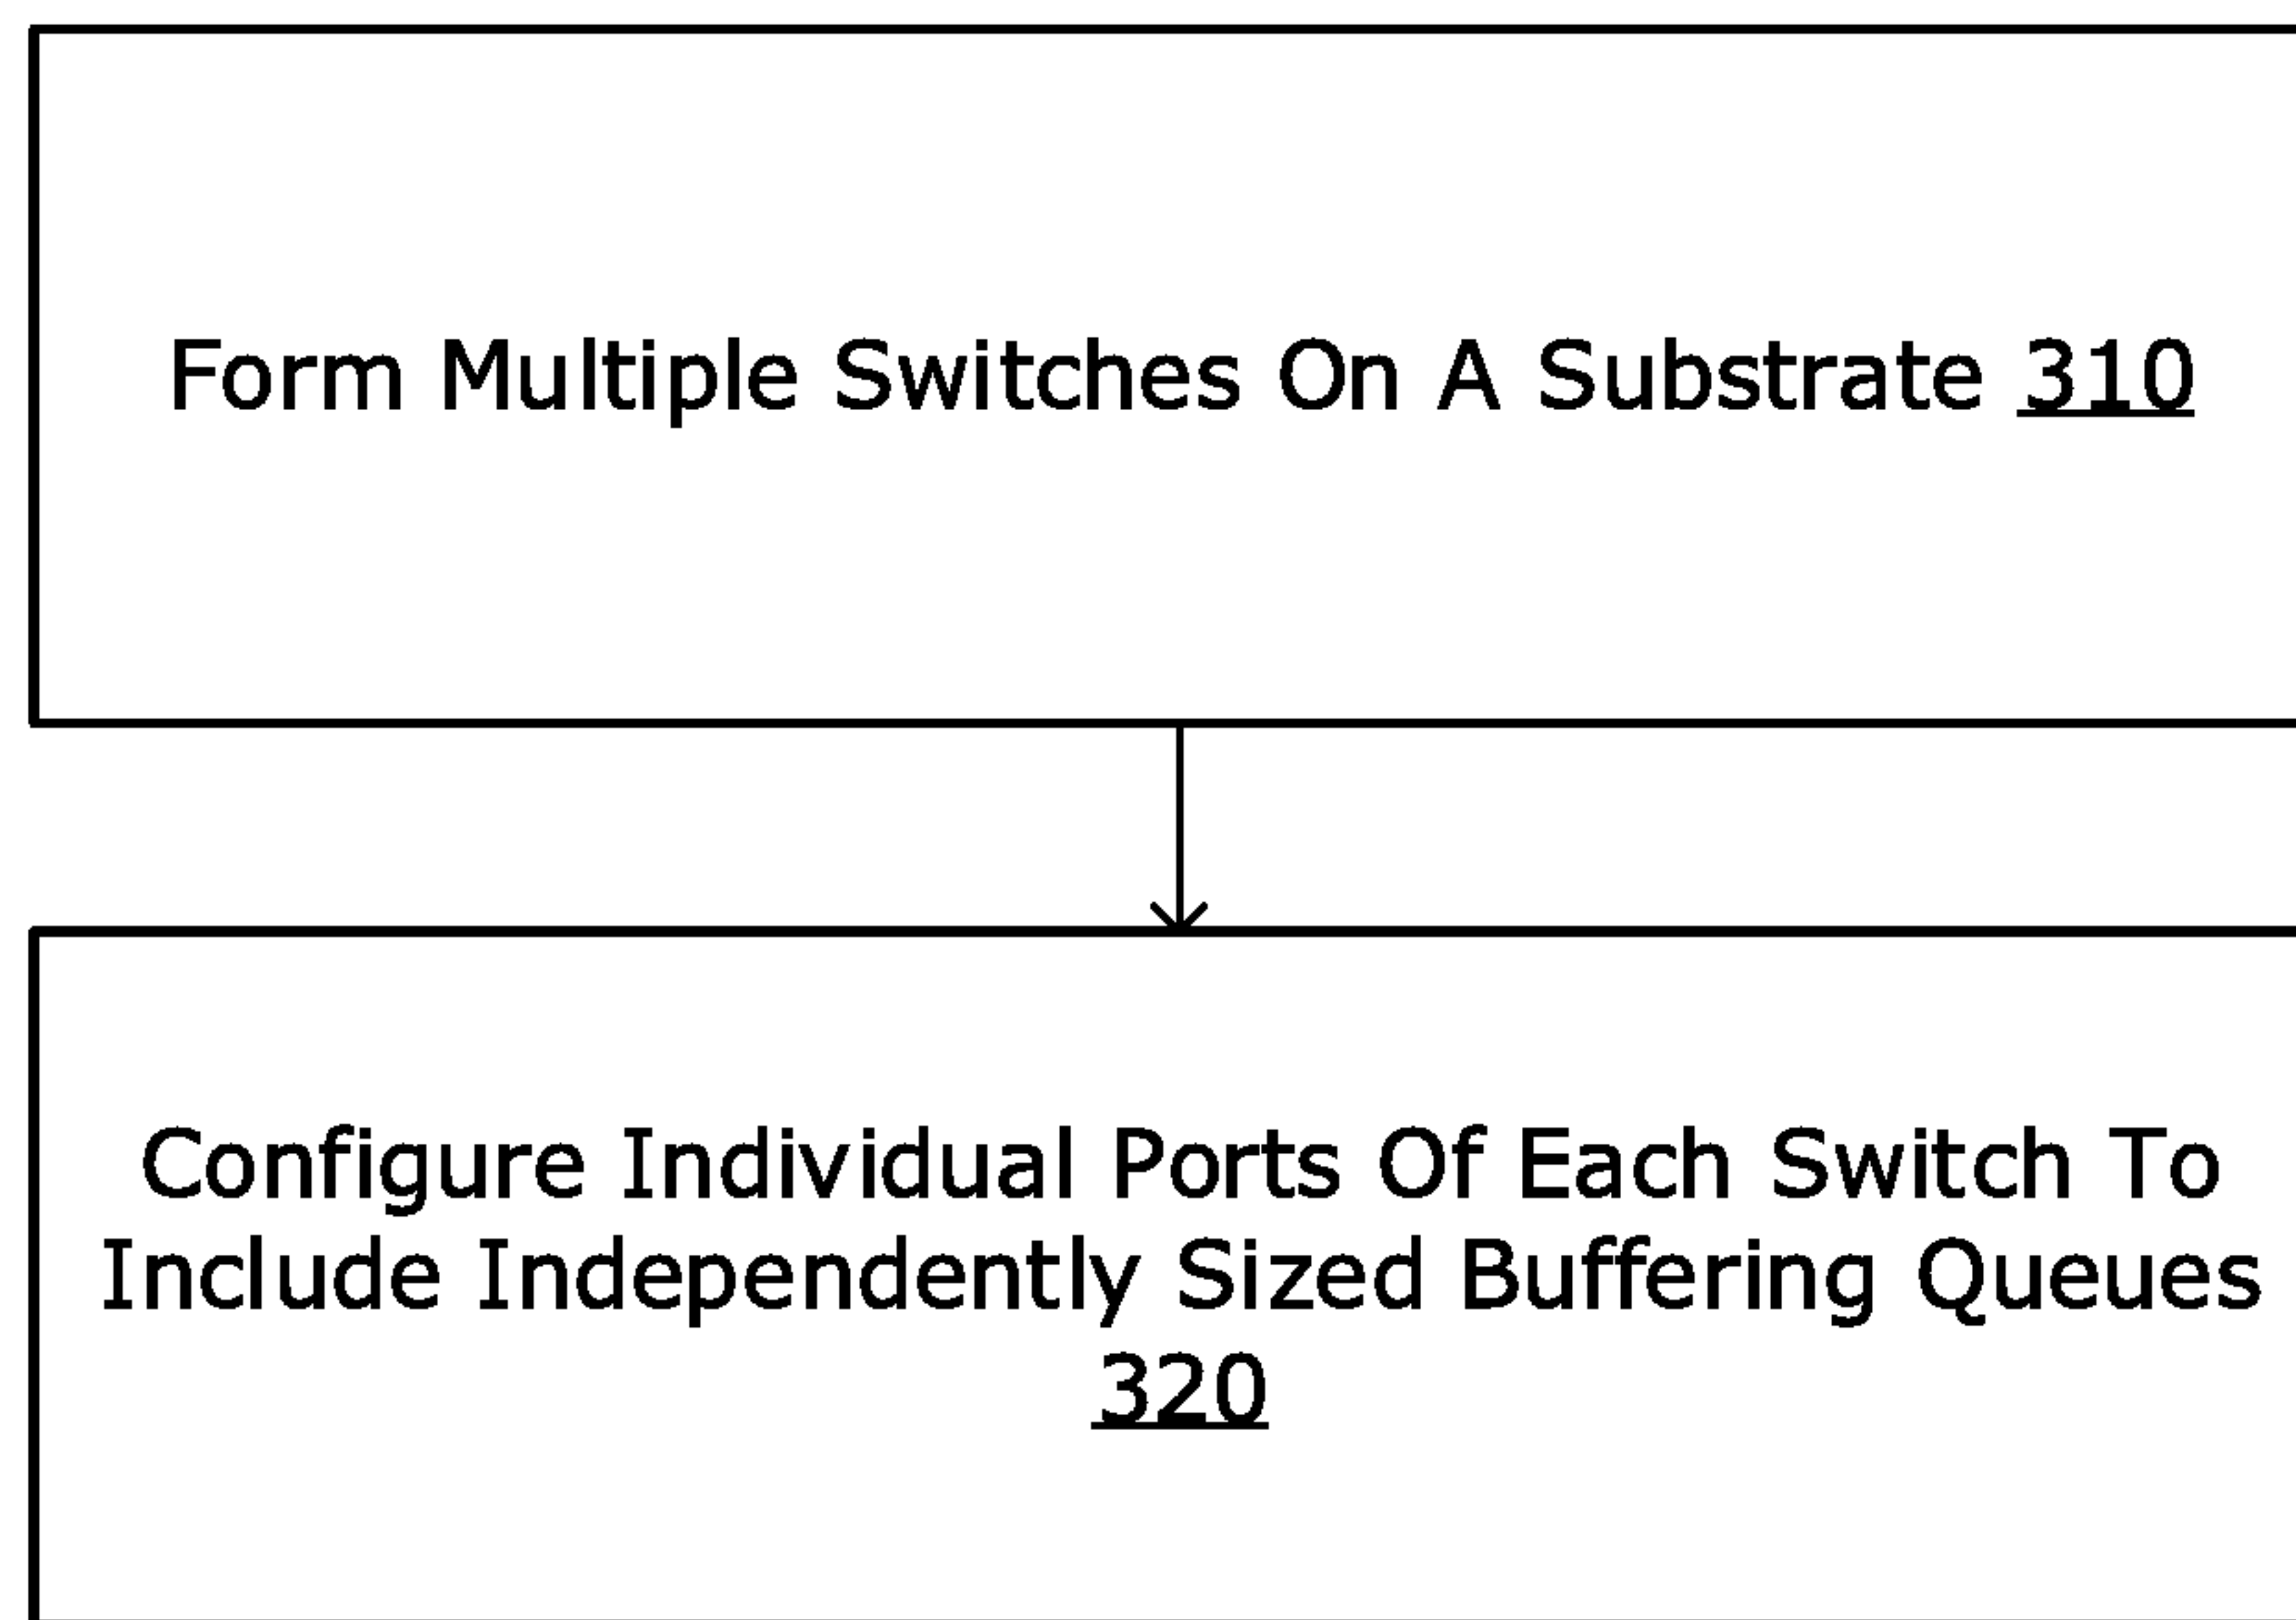 Form Multiple Switches On A Substrate 310
Configure Individual Ports Of Each Switch To
Include Independently Sized Buffering Queues
320